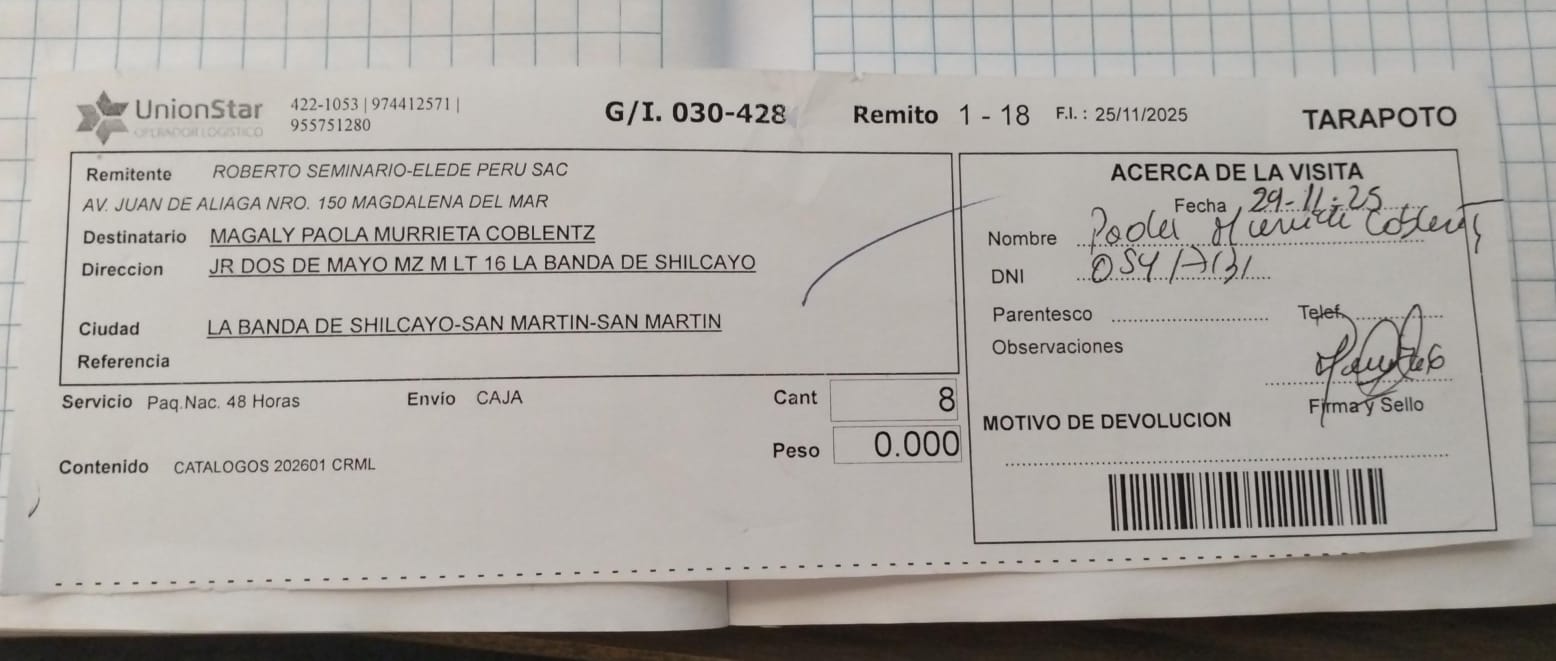 UnionStar
OPERADOR LOGISTICO
422-1053 | 974412571 |
955751280
G/I. 030-428
Remito 1 - 18
F.I. : 25/11/2025
TARAPOTO
Remitente ROBERTO SEMINARIO-ELEDE PERU SAC
AV. JUAN DE ALIAGA NRO. 150 MAGDALENA DEL MAR
Destinatario MAGALY PAOLA MURRIETA COBLENTZ
Direccion JR DOS DE MAYO MZ M LT 16 LA BANDA DE SHILCAYO
Ciudad LA BANDA DE SHILCAYO-SAN MARTIN-SAN MARTIN
Referencia
Servicio Paq.Nac. 48 Horas
Envío CAJA
Cant 8
Peso 0.000
Contenido CATALOGOS 202601 CRML
ACERCA DE LA VISITA
Fecha 29-11-25
Nombre Paola Murrieta Coblentz
DNI
Parentesco
Telef.
Observaciones
Firma y Sello
MOTIVO DE DEVOLUCION